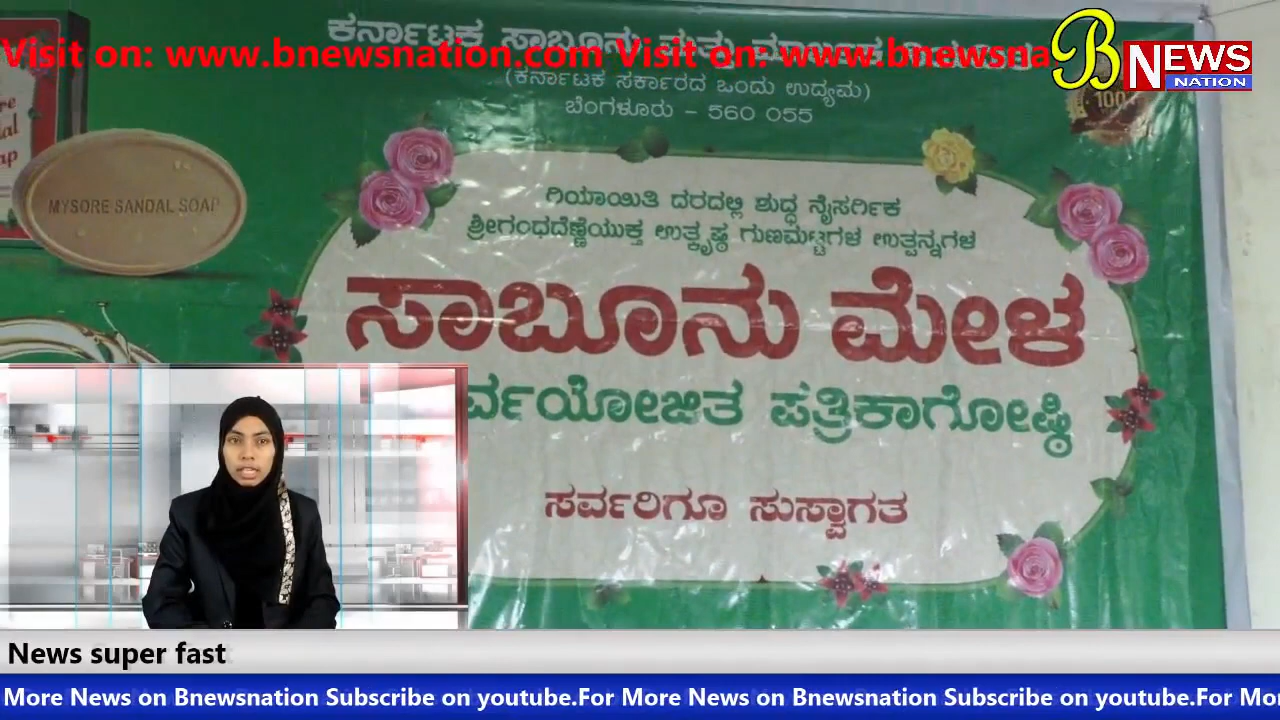 Visit on: www.bnewsnation.com Visit on: www.bnewsna
B NEWS
NATION
ಕರ್ನಾಟಕ ಸಾಬೂನು ಮತ್ತು
(ಕರ್ನಾಟಕ ಸರ್ಕಾರದ ಒಂದು ಉದ್ಯಮ)
ಬೆಂಗಳೂರು - 560 055
100
MYSORE SANDAL SOAP
ಗಿಯಾಯಿತಿ ದರದಲ್ಲಿ ಶುದ್ಧ ನೈಸರ್ಗಿಕ
ಶ್ರೀಗಂಧದೆಣ್ಣೆಯುಕ್ತ ಉತ್ಕೃಷ್ಠ ಗುಣಮಟ್ಟಗಳ ಉತ್ಪನ್ನಗಳ
ಸಾಬೂನು ಮೇಳ
ರ್ವಯೋಜಿತ ಪತ್ರಿಕಾಗೋಷ್ಠಿ
ಸರ್ವರಿಗೂ ಸುಸ್ವಾಗತ
News super fast
More News on Bnewsnation Subscribe on youtube.For More News on Bnewsnation Subscribe on youtube.For Mo